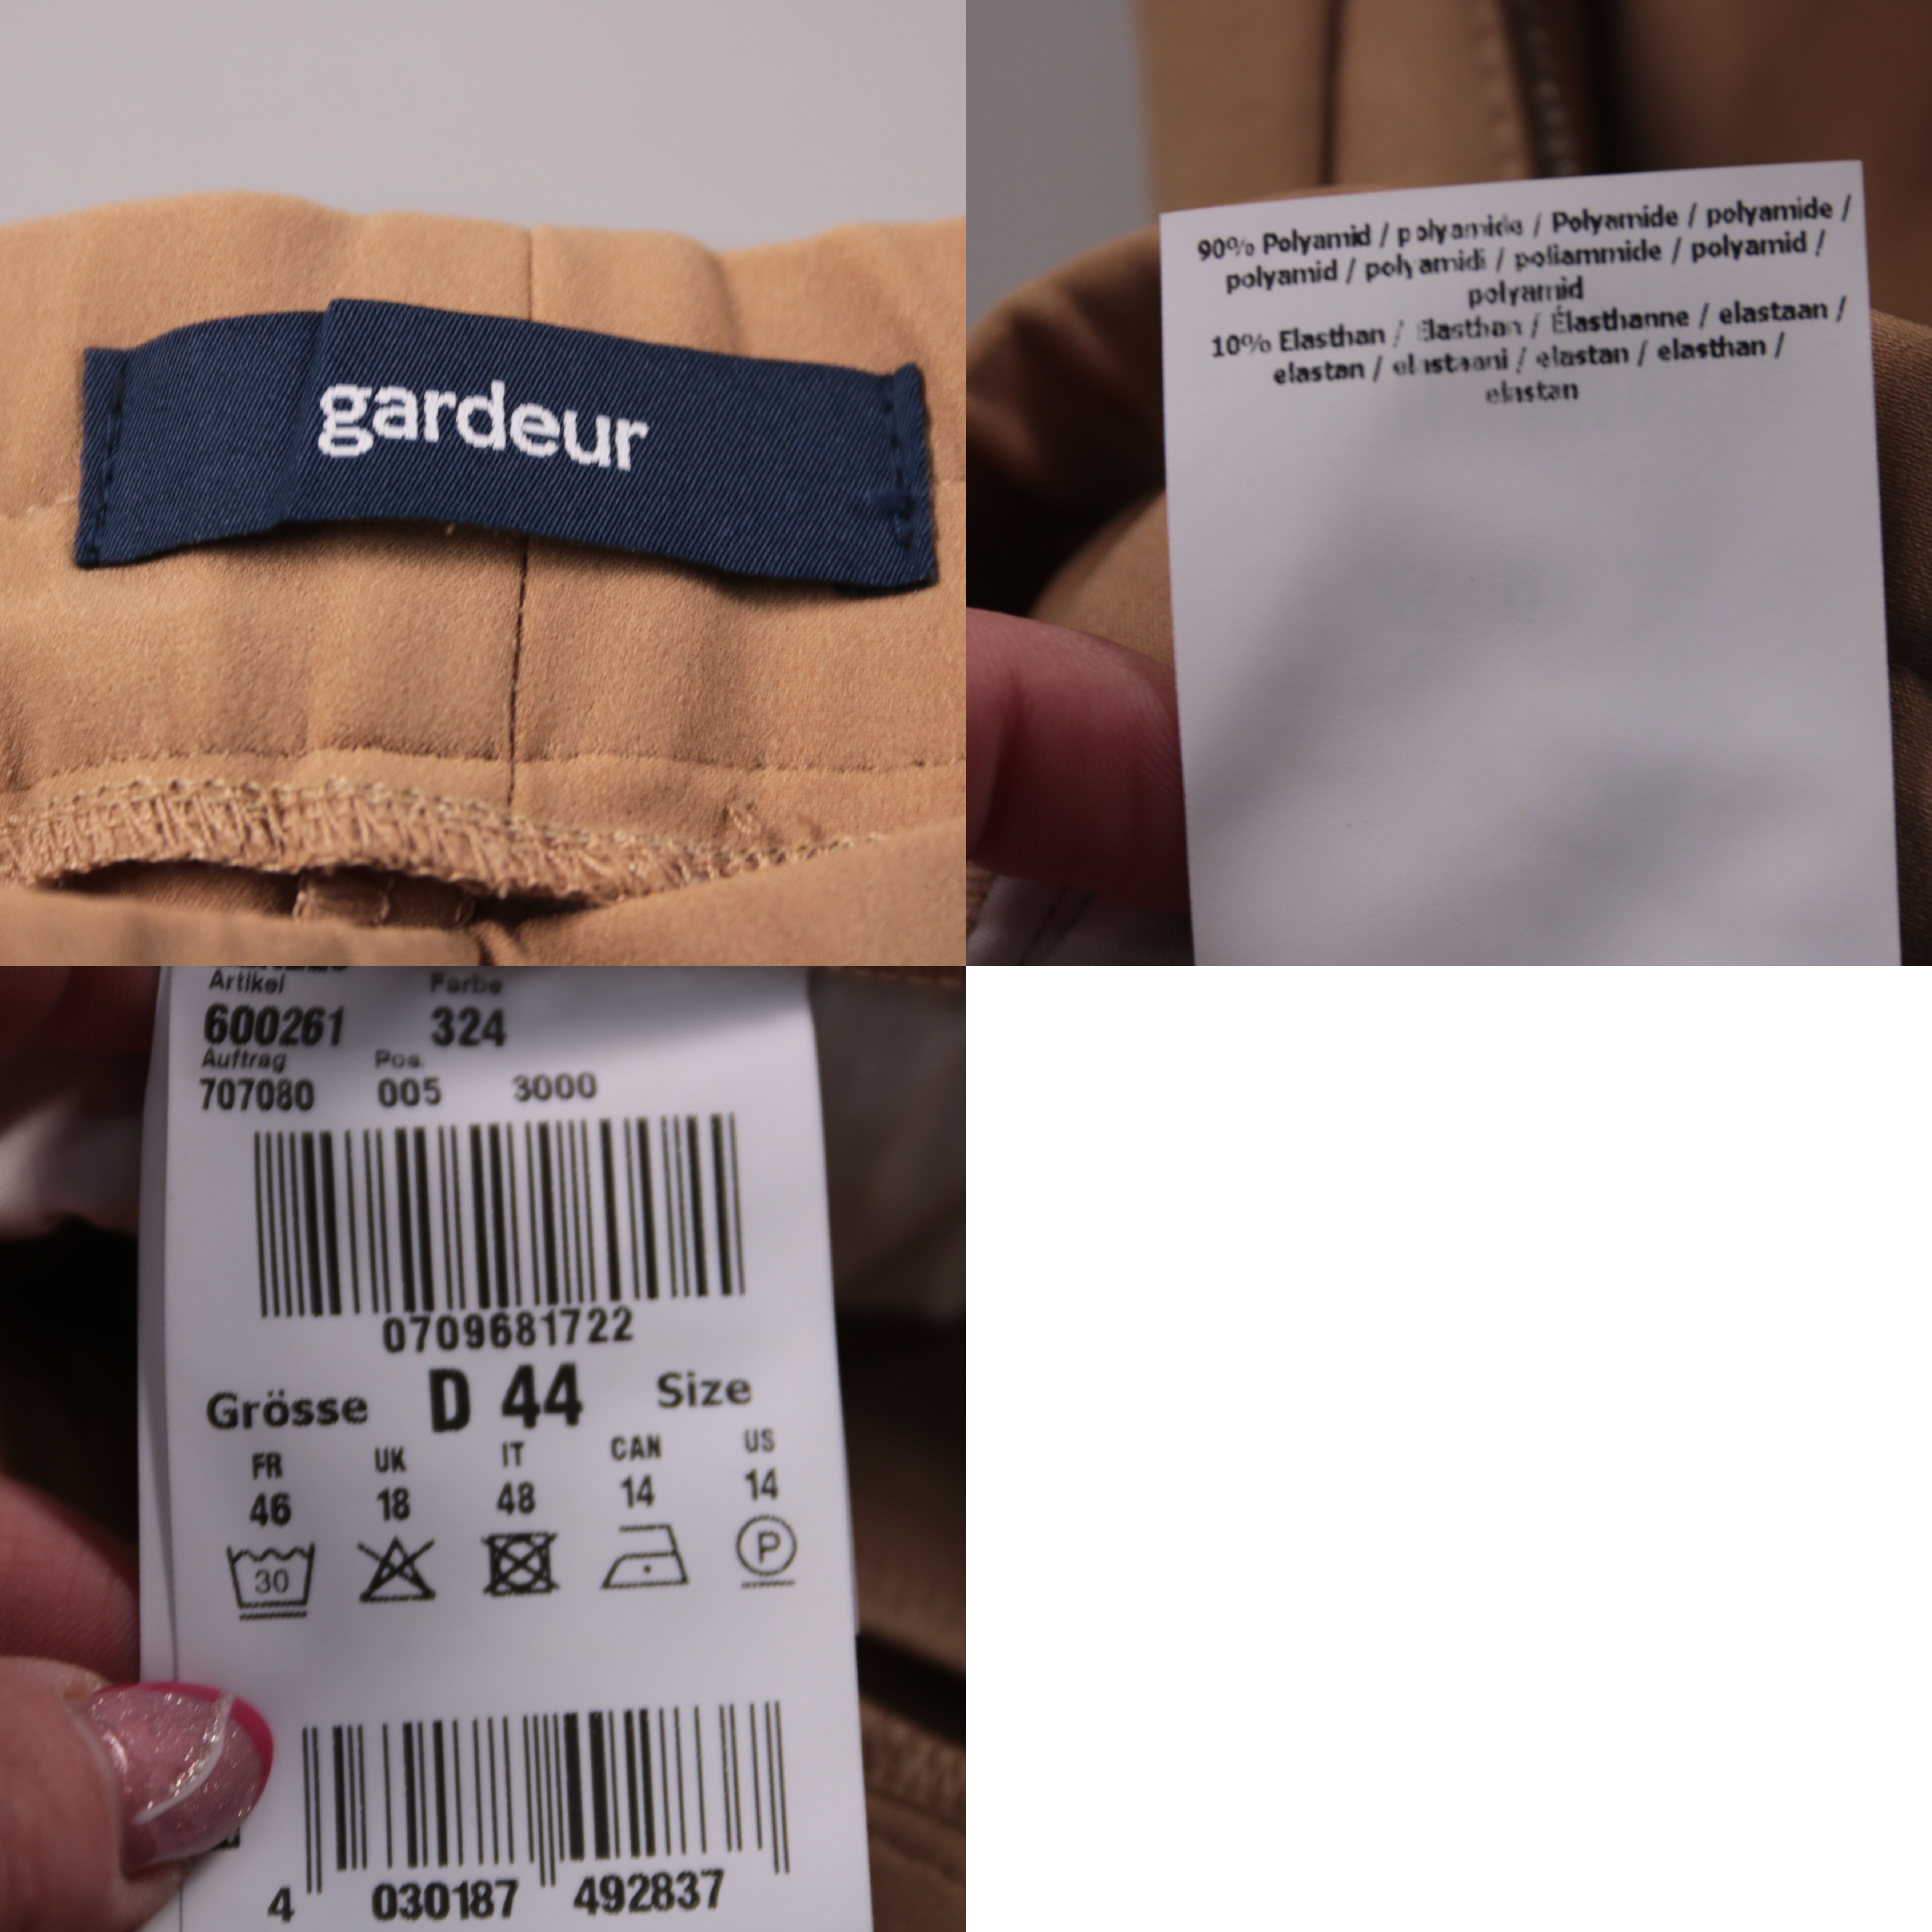 gardeur
90% Polyamid / polyamide / Polyamide / polyamide /
polyamid / polyamidi / poliammide / polyamid /
polyamid
10% Elasthan / Elasthan / Élasthanne / elastaan /
elastan / elastaani / elastan / elasthan /
elastan
Artikel Farbe
600261 324
Auftrag Pos.
707080 005 3000
0709681722
Grösse D 44 Size
FR UK IT CAN US
46 18 48 14 14
30 P
4 030187 492837